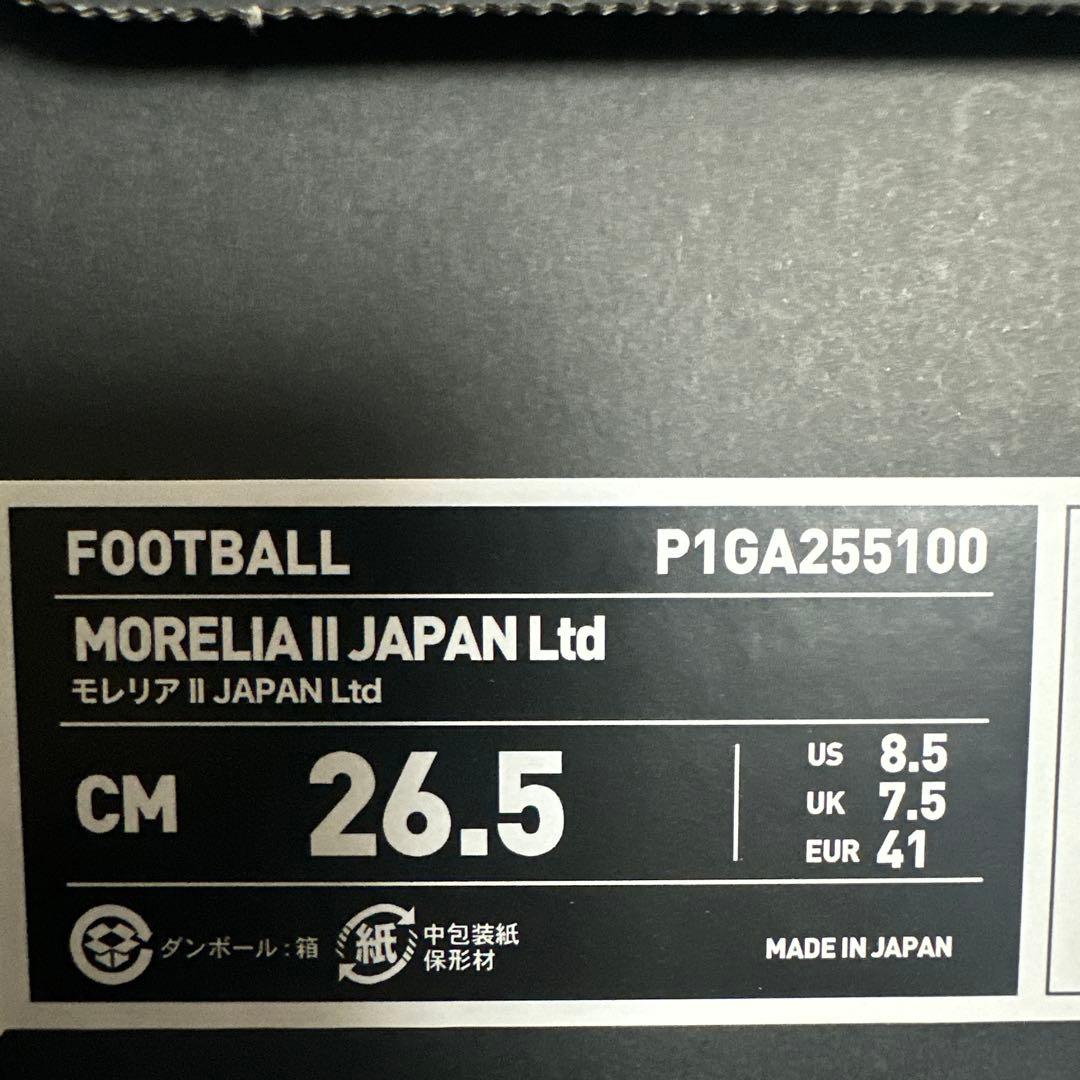 FOOTBALL P1GA255100
MORELIA II JAPAN Ltd
モレリア II JAPAN Ltd
CM 26.5
US 8.5
UK 7.5
EUR 41
ダンボール:箱
紙 中包装紙
保形材
MADE IN JAPAN